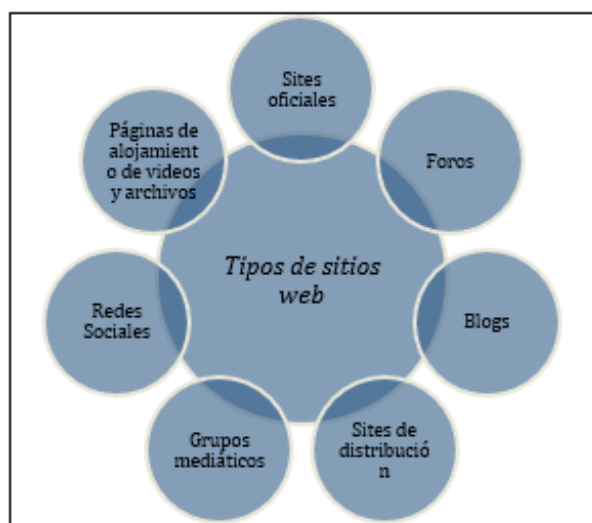 Sites
oficiales
Foros
Blogs
Sites de
distribució
n
Grupos
mediáticos
Redes
Sociales
Páginas de
alojamient
o de videos
y archivos
Tipos de sitios
web